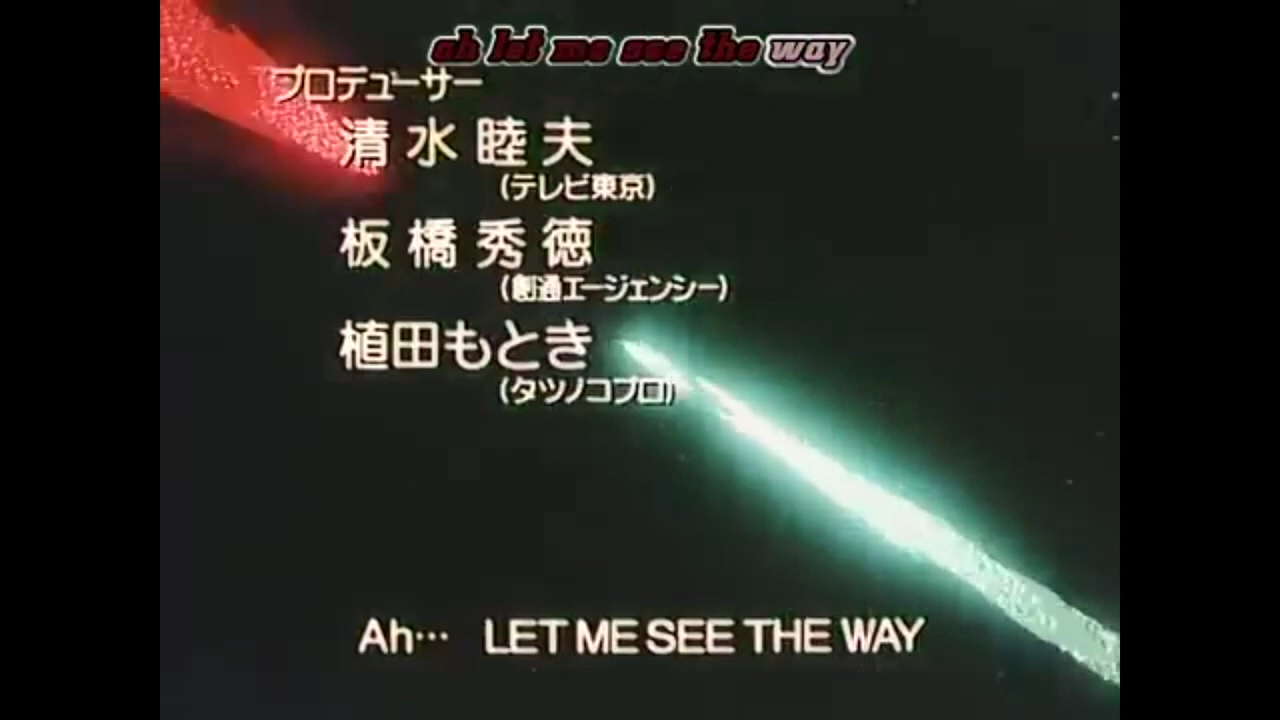 ah let me see the way
プロデューサー
清水睦夫
(テレビ東京)
板橋秀徳
(創通エージェンシー)
植田もとき
(タツノコプロ)
Ah… LET ME SEE THE WAY